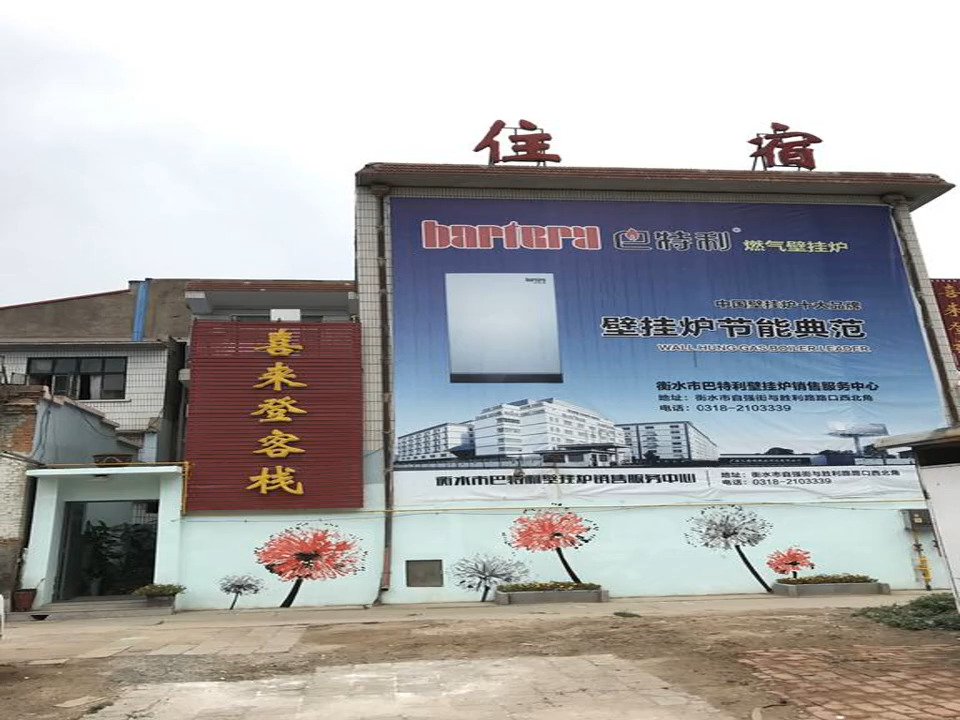 住宿
bartera 巴特利® 燃气壁挂炉
bartera
中国壁挂炉十大品牌
壁挂炉节能典范
WALL.HUNG GAS BOILER LEADER
衡水市巴特利壁挂炉销售服务中心
地址：衡水市自强街与胜利路路口西北角
电话：0318-2103339
衡水市巴特利壁挂炉销售服务中心
地址：衡水市自强街与胜利路路口西北角
电话：0318-2103339
喜来登客栈
喜来登